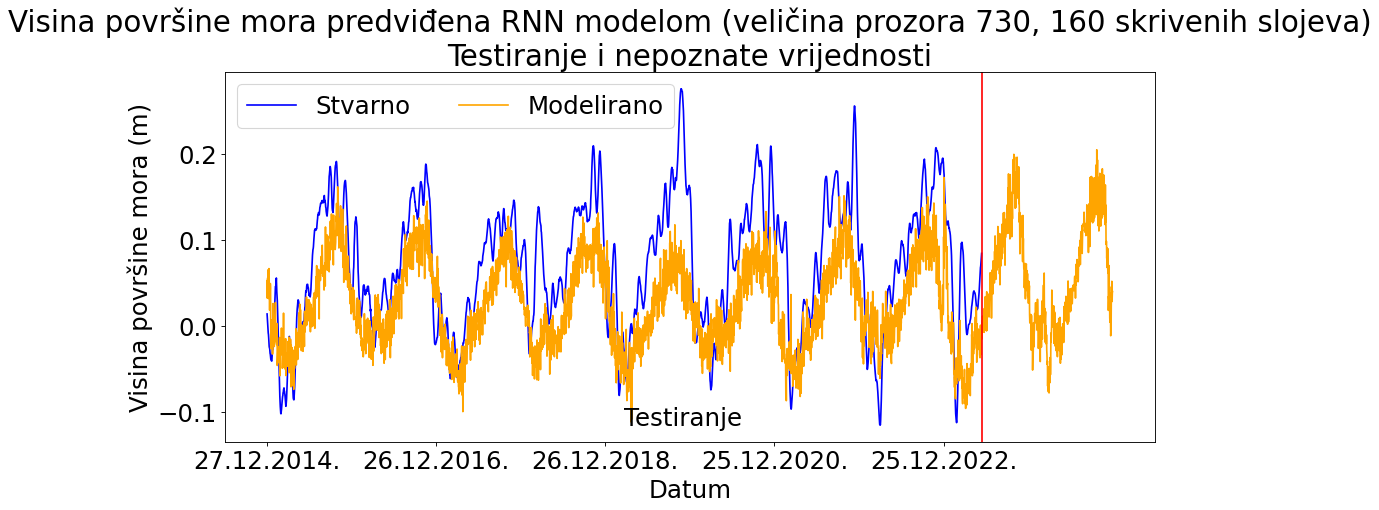 Visina površine mora predviđena RNN modelom (veličina prozora 730, 160 skrivenih slojeva)
Testiranje i nepoznate vrijednosti
Stvarno Modelirano
Visina površine mora (m)
0.2
0.1
0.0
−0.1
Testiranje
27.12.2014. 26.12.2016. 26.12.2018. 25.12.2020. 25.12.2022.
Datum